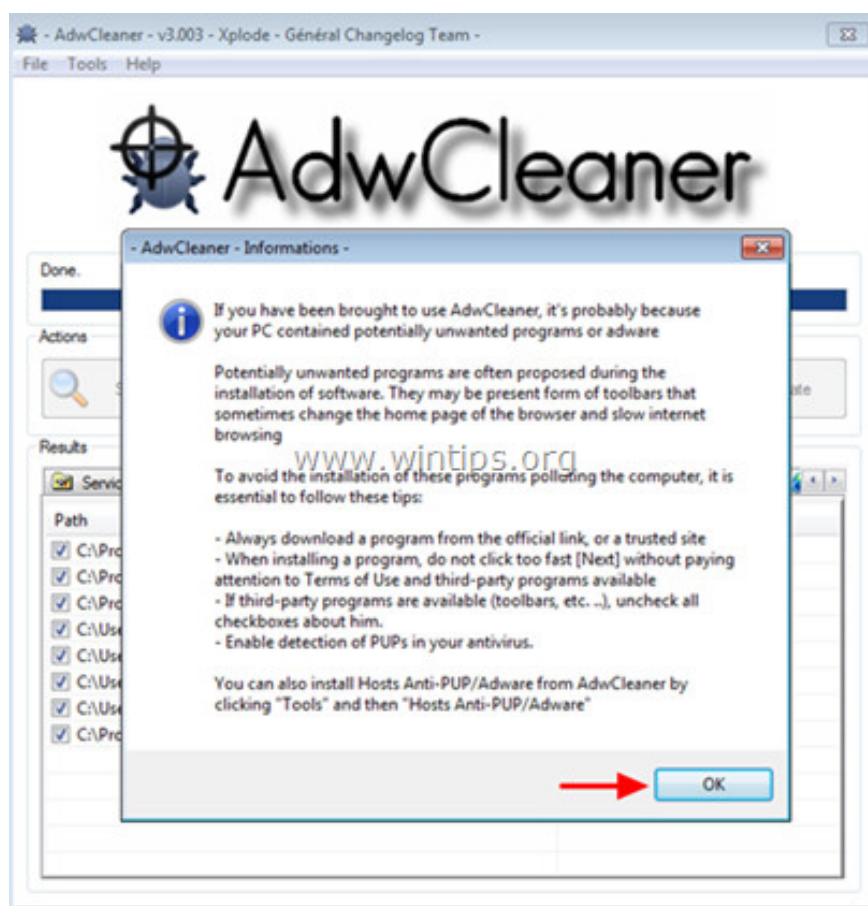 - AdwCleaner - v3.003 - Xplode - Général Changelog Team -
File Tools Help
AdwCleaner
- AdwCleaner - Informations -
Done.
If you have been brought to use AdwCleaner, it's probably because
your PC contained potentially unwanted programs or adware
Actions
Potentially unwanted programs are often proposed during the
installation of software. They may be present form of toolbars that
sometimes change the home page of the browser and slow internet
browsing
Results
www.wintips.org
To avoid the installation of these programs polluting the computer, it is
essential to follow these tips:
Path
- Always download a program from the official link, or a trusted site
- When installing a program, do not click too fast [Next] without paying
attention to Terms of Use and third-party programs available
- If third-party programs are available (toolbars, etc. ..), uncheck all
checkboxes about him.
- Enable detection of PUPs in your antivirus.
You can also install Hosts Anti-PUP/Adware from AdwCleaner by
clicking "Tools" and then "Hosts Anti-PUP/Adware"
C:\Pro
C:\Pro
C:\Pro
C:\Use
C:\Use
C:\Use
C:\Use
C:\Pro
OK